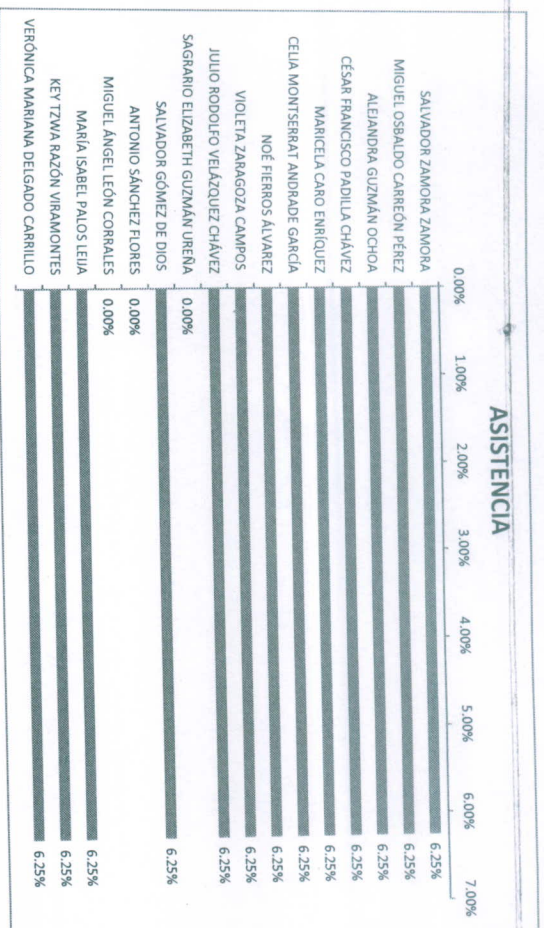 ASISTENCIA
0.00% 1.00% 2.00% 3.00% 4.00% 5.00% 6.00% 7.00%
SALVADOR ZAMORA ZAMORA 6.25%
MIGUEL OSBALDO CARREÓN PÉREZ 6.25%
ALEJANDRA GUZMÁN OCHOA 6.25%
CÉSAR FRANCISCO PADILLA CHÁVEZ 6.25%
MARICELA CARO ENRÍQUEZ 6.25%
CELIA MONTSERRAT ANDRADE GARCÍA 6.25%
NOÉ FIERROS ÁLVAREZ 6.25%
VIOLETA ZARAGOZA CAMPOS 6.25%
JULIO RODOLFO VELÁZQUEZ CHÁVEZ 6.25%
SAGRARIO ELIZABETH GUZMÁN UREÑA 0.00%
SALVADOR GÓMEZ DE DIOS 6.25%
ANTONIO SÁNCHEZ FLORES 0.00%
MIGUEL ÁNGEL LEÓN CORRALES 0.00%
MARÍA ISABEL PALOS LEIJA 6.25%
KEY TZWA RAZÓN VIRAMONTES 6.25%
VERÓNICA MARIANA DELGADO CARRILLO 6.25%